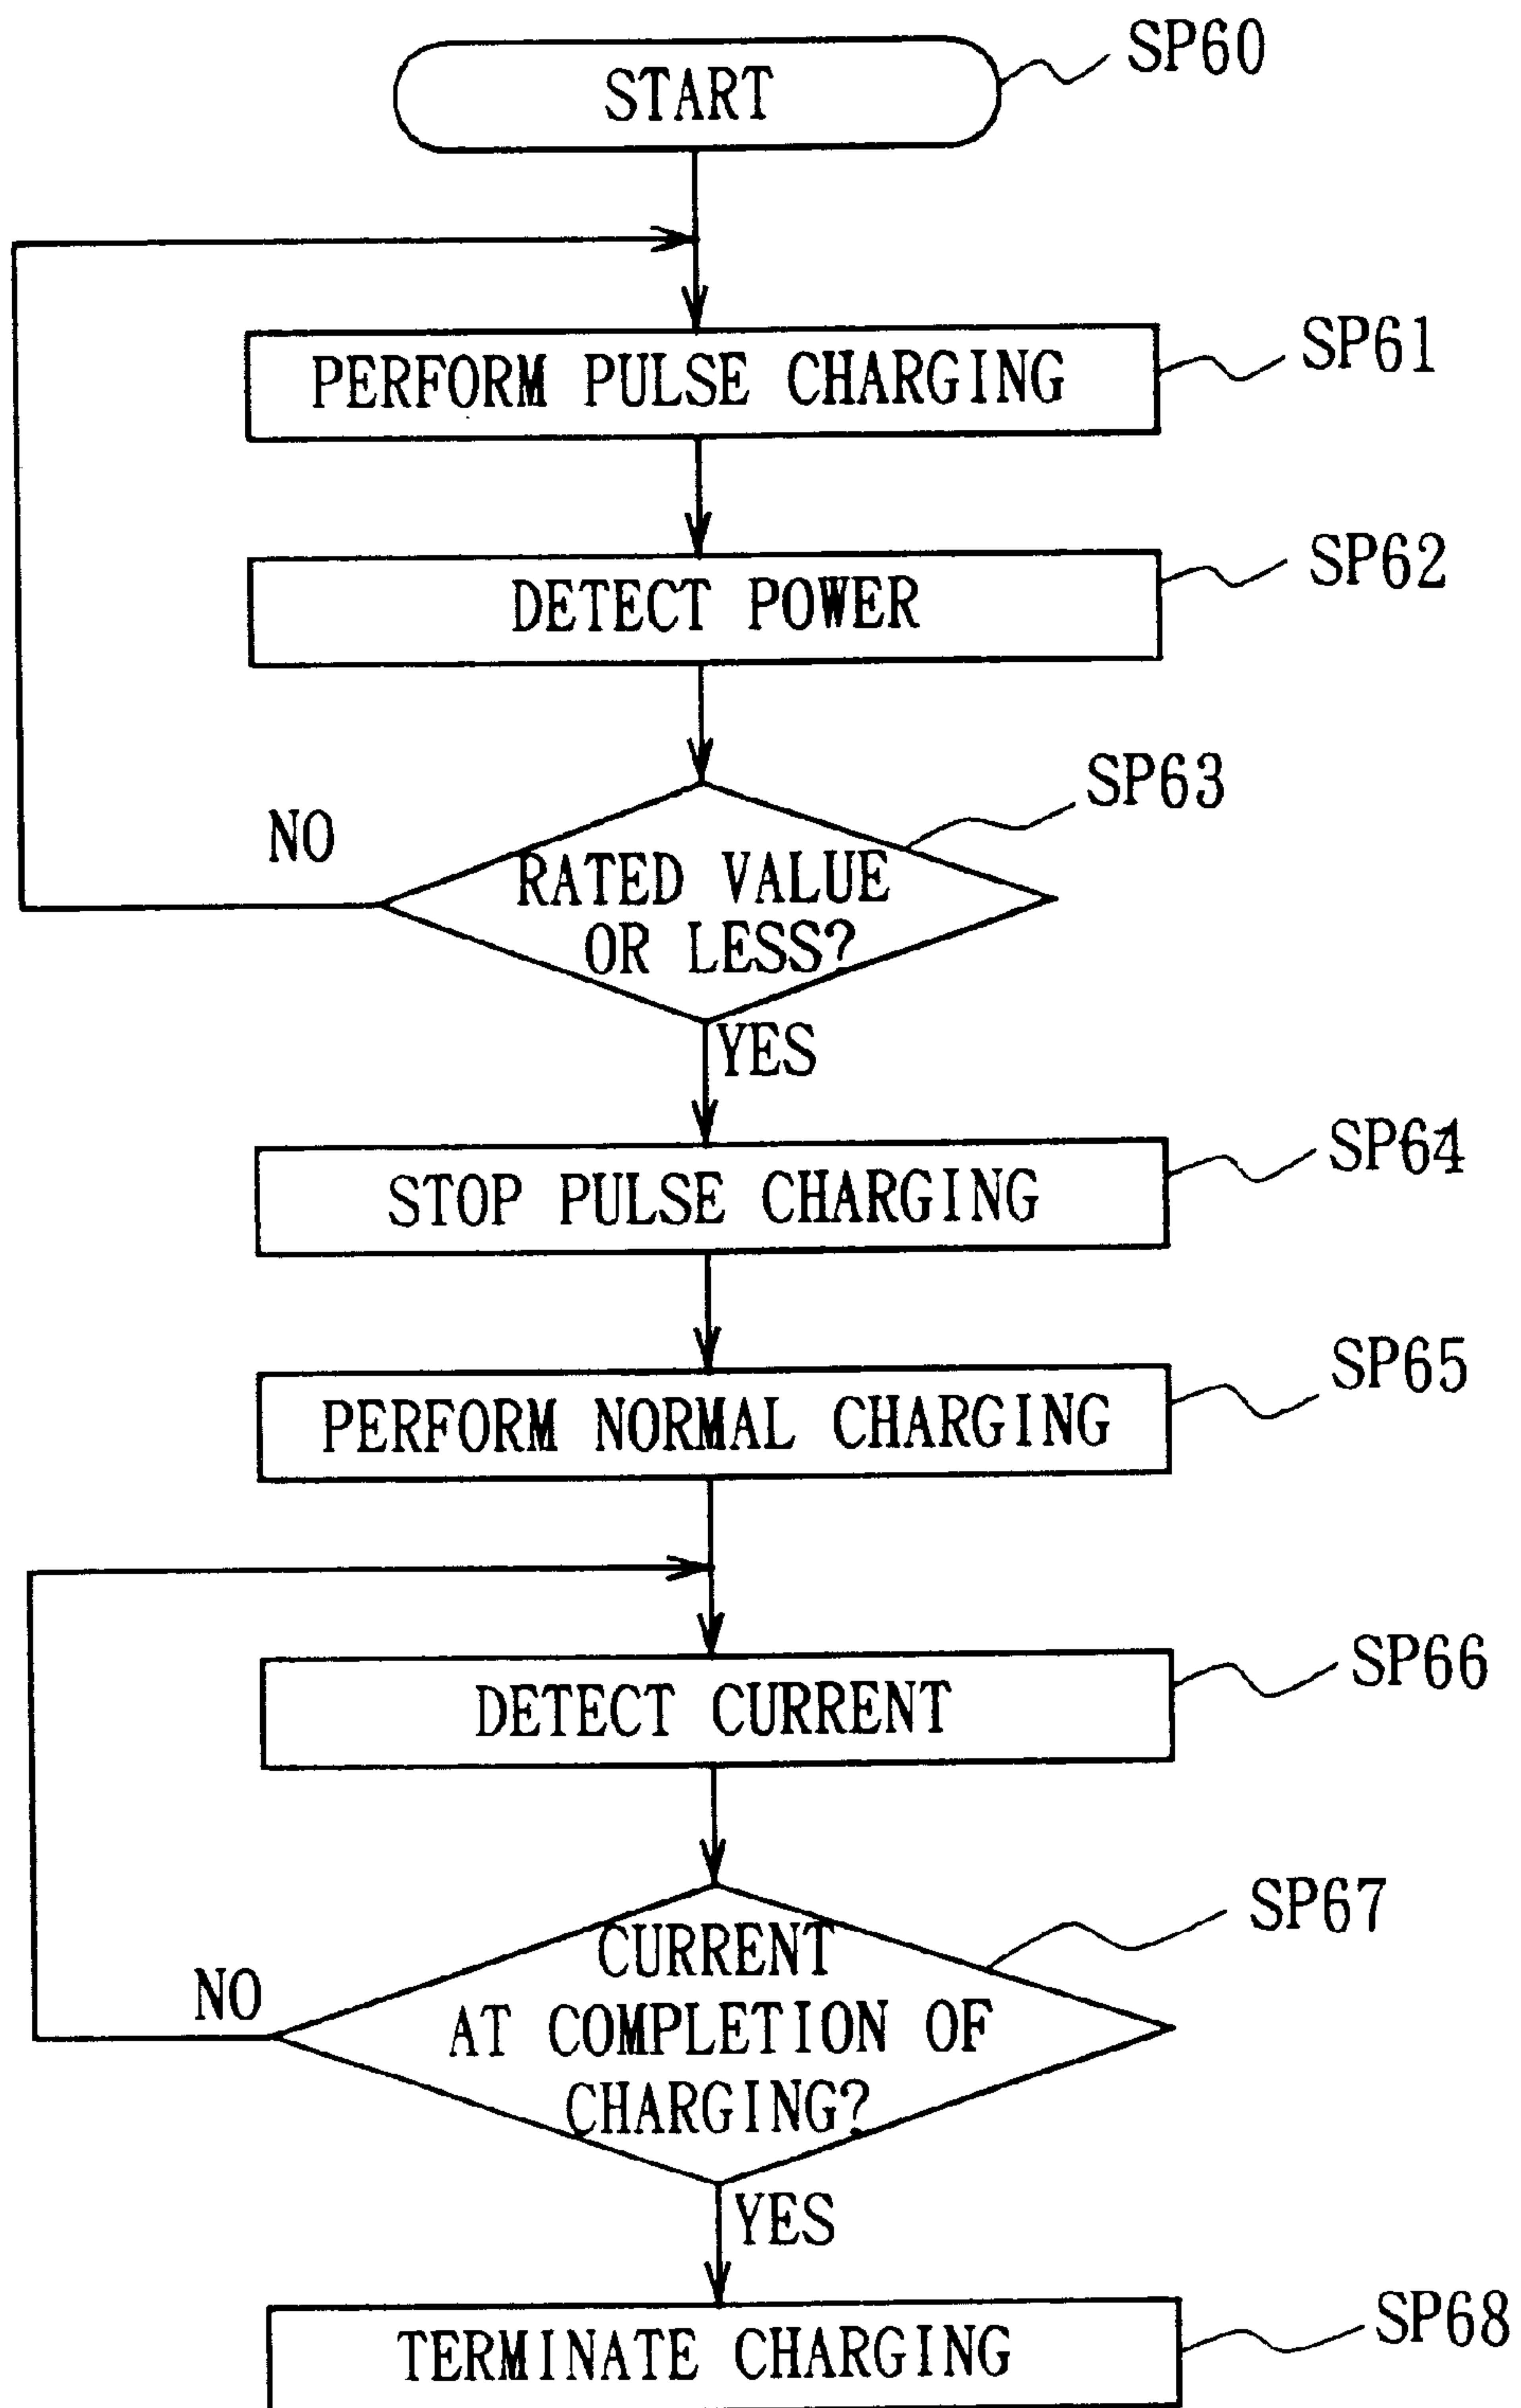 START
SP60
PERFORM PULSE CHARGING
SP61
DETECT POWER
SP62
SP63
NO
RATED VALUE
OR LESS?
YES
STOP PULSE CHARGING
SP64
PERFORM NORMAL CHARGING
SP65
DETECT CURRENT
SP66
SP67
NO
CURRENT
AT COMPLETION OF
CHARGING?
YES
TERMINATE CHARGING
SP68